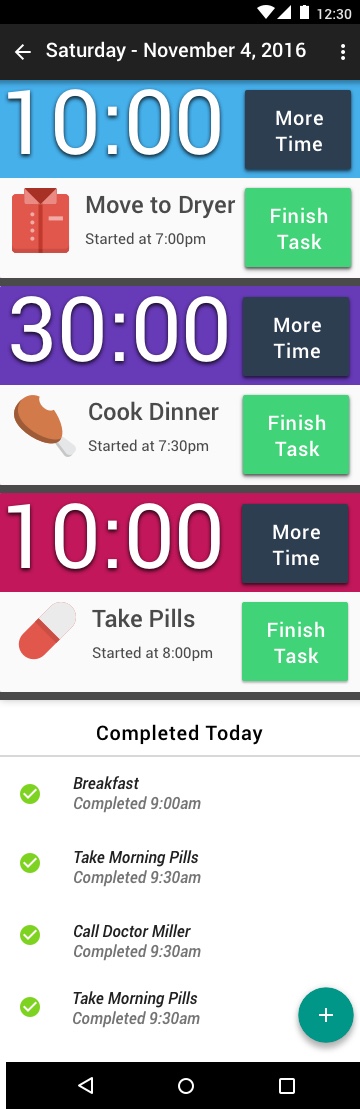 12:30
Saturday - November 4, 2016
10:00
More
Time
Move to Dryer
Started at 7:00pm
Finish
Task
30:00
More
Time
Cook Dinner
Started at 7:30pm
Finish
Task
10:00
More
Time
Take Pills
Started at 8:00pm
Finish
Task
Completed Today
Breakfast
Completed 9:00am
Take Morning Pills
Completed 9:30am
Call Doctor Miller
Completed 9:30am
Take Morning Pills
Completed 9:30am
+